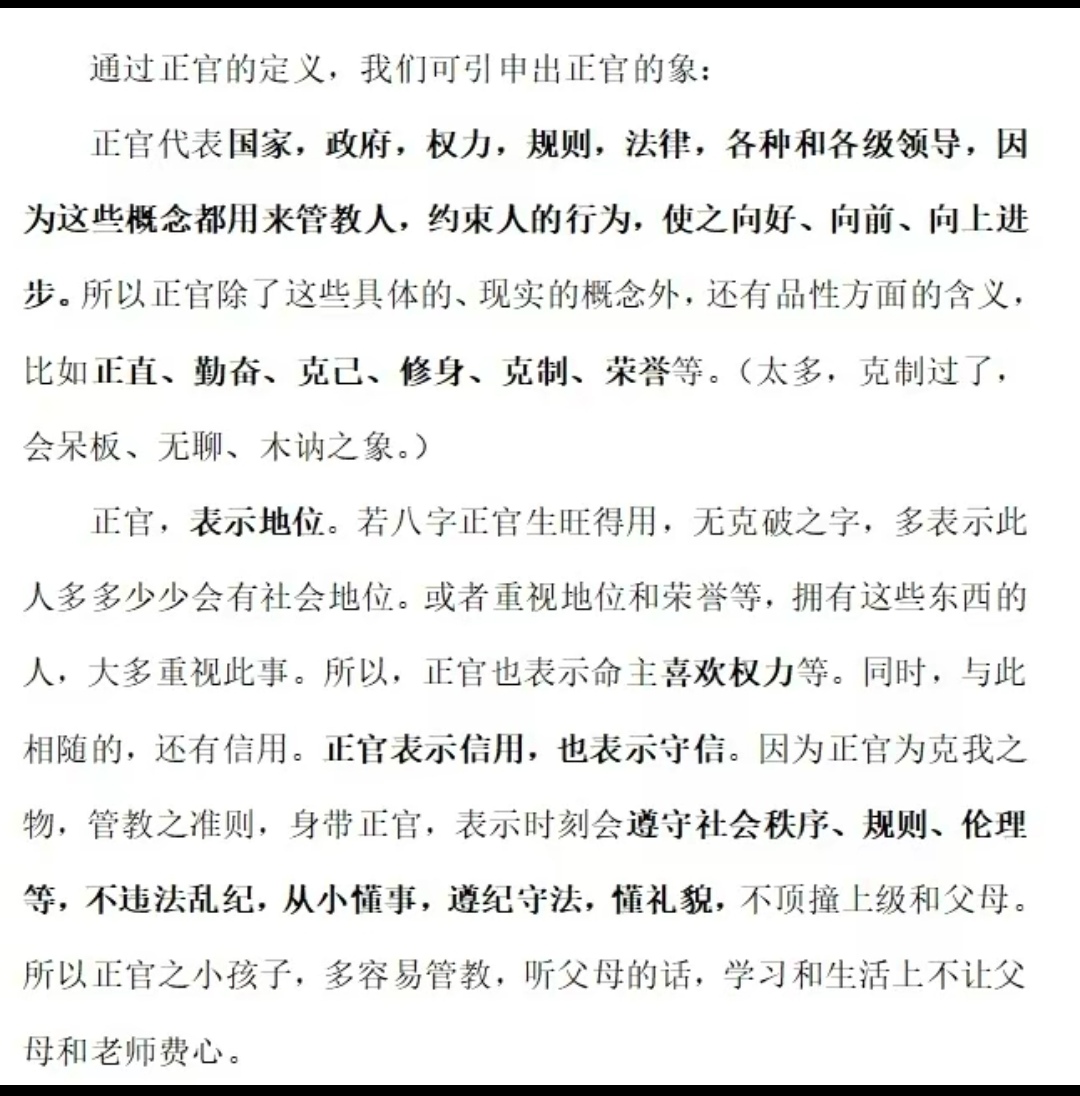 通过正官的定义，我们可引申出正官的象：
正官代表国家，政府，权力，规则，法律，各种和各级领导，因
为这些概念都用来管教人，约束人的行为，使之向好、向前、向上进
步。所以正官除了这些具体的、现实的概念外，还有品性方面的含义，
比如正直、勤奋、克己、修身、克制、荣誉等。（太多，克制过了，
会呆板、无聊、木讷之象。）
正官，表示地位。若八字正官生旺得用，无克破之字，多表示此
人多多少少会有社会地位。或者重视地位和荣誉等，拥有这些东西的
人，大多重视此事。所以，正官也表示命主喜欢权力等。同时，与此
相随的，还有信用。正官表示信用，也表示守信。因为正官为克我之
物，管教之准则，身带正官，表示时刻会遵守社会秩序、规则、伦理
等，不违法乱纪，从小懂事，遵纪守法，懂礼貌，不顶撞上级和父母。
所以正官之小孩子，多容易管教，听父母的话，学习和生活上不让父
母和老师费心。